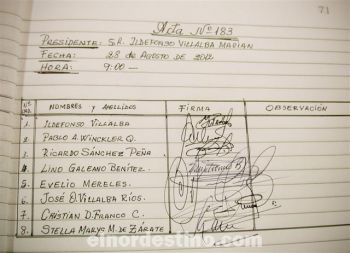 71
Acta Nº 183
PRESIDENTE: SR. ILDEFONSO VILLALBA MARIAN
FECHA: 28 de AGOSTO DE 2012
HORA: 9:00 —
Nº ORD. NOMBRES y APELLIDOS FIRMA OBSERVACIÓN
1. ILDEFONSO VILLALBA
2. PABLO A. WINCKLER Q.
3. RICARDO SÁNCHEZ PEÑA
4. LINO GALEANO BENÍTEZ
5. EVELIO MERELES.
6. JOSÉ D. VILLALBA RÍOS.
7. CRISTIAN D. FRANCO C.
8. STELLA MARYS M. DE ZÁRATE
elnordestino.com